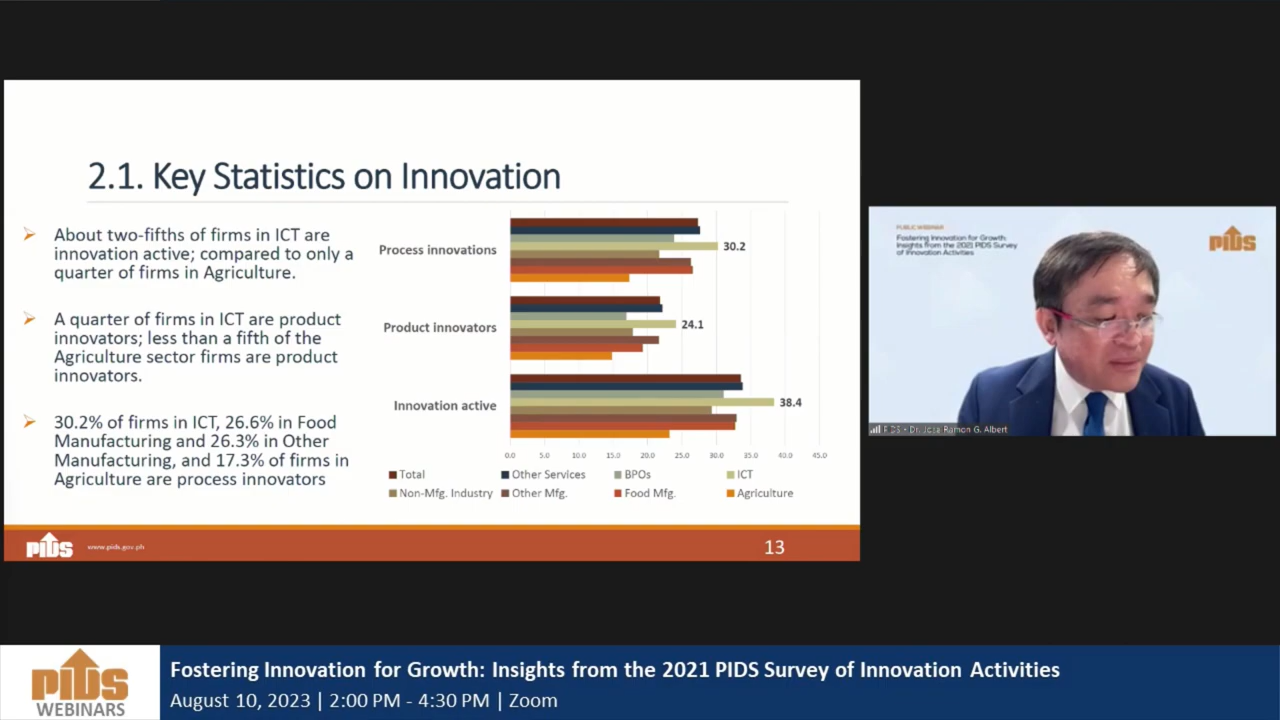 2.1. Key Statistics on Innovation
About two-fifths of firms in ICT are
innovation active; compared to only a
quarter of firms in Agriculture.
A quarter of firms in ICT are product
innovators; less than a fifth of the
Agriculture sector firms are product
innovators.
30.2% of firms in ICT, 26.6% in Food
Manufacturing and 26.3% in Other
Manufacturing, and 17.3% of firms in
Agriculture are process innovators
Process innovations
30.2
Product innovators
24.1
Innovation active
38.4
0.0 5.0 10.0 15.0 20.0 25.0 30.0 35.0 40.0 45.0
Total Other Services BPOs ICT
Non-Mfg. Industry Other Mfg. Food Mfg. Agriculture
PIDS
www.pids.gov.ph
13
PUBLIC WEBINAR
Fostering Innovation for Growth:
Insights from the 2021 PIDS Survey
of Innovation Activities
PIDS
PIDS - Dr. Jose Ramon G. Albert
PIDS
WEBINARS
Fostering Innovation for Growth: Insights from the 2021 PIDS Survey of Innovation Activities
August 10, 2023 | 2:00 PM - 4:30 PM | Zoom